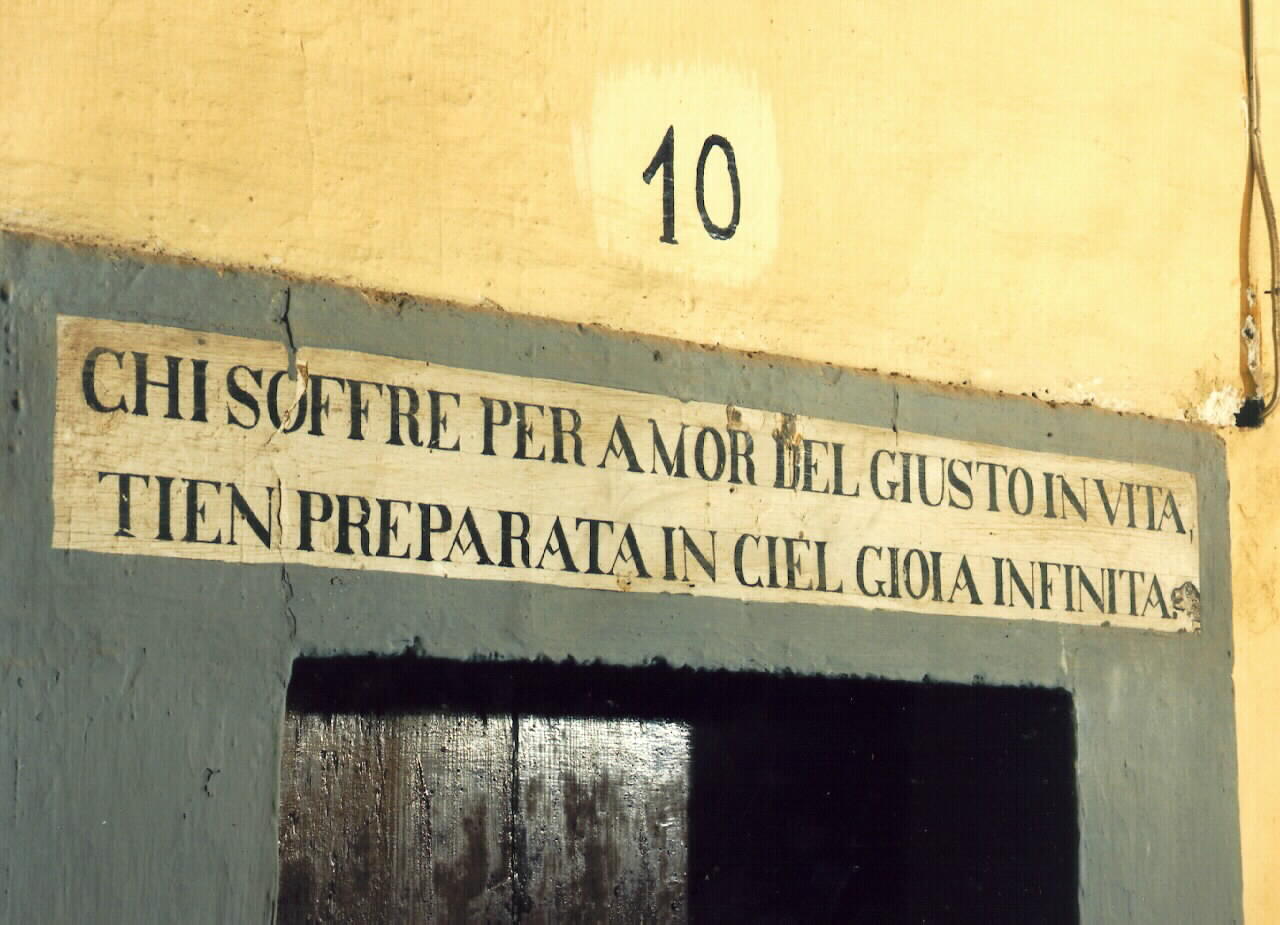 10
CHI SOFFRE PER AMOR DEL GIUSTO IN VITA,
TIEN PREPARATA IN CIEL GIOIA INFINITA.